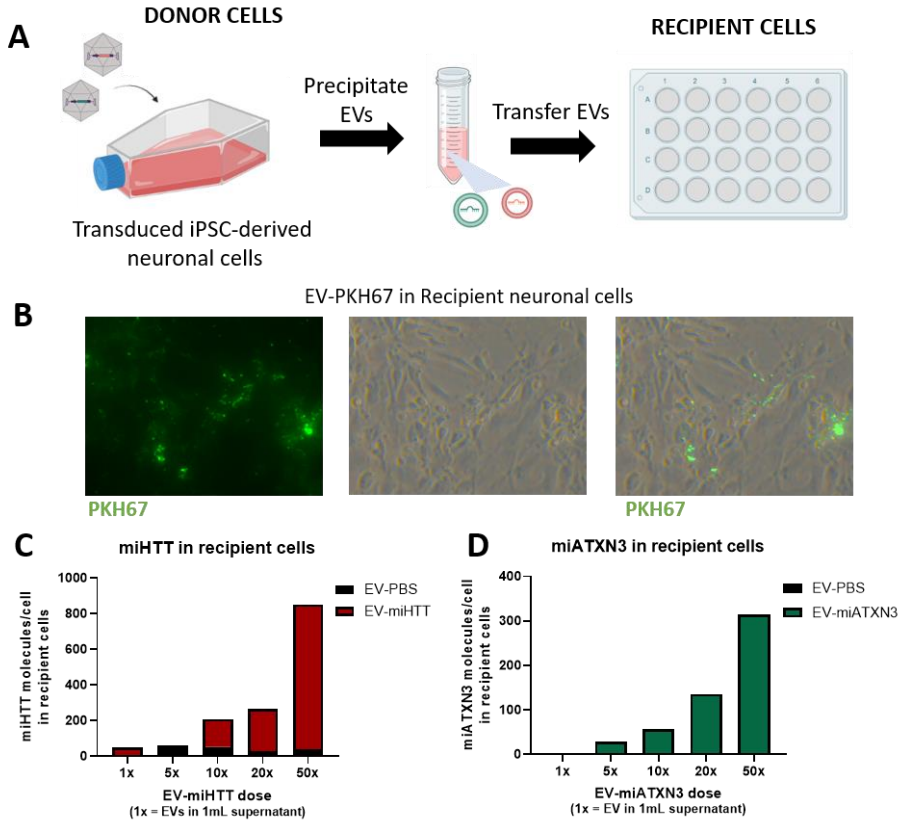 DONOR CELLS
RECIPIENT CELLS
A
Precipitate
EVs
Transfer EVs
1 2 3 4 5 6
A
B
C
D
Transduced iPSC-derived
neuronal cells
EV-PKH67 in Recipient neuronal cells
B
PKH67
PKH67
C
miHTT in recipient cells
miHTT molecules/cell
in recipient cells
1000
800
600
400
200
0
EV-PBS
EV-miHTT
1x 5x 10x 20x 50x
EV-miHTT dose
(1x = EVs in 1mL supernatant)
D
miATXN3 in recipient cells
miATXN3 molecules/cell
in recipient cells
400
300
200
100
0
EV-PBS
EV-miATXN3
1x 5x 10x 20x 50x
EV-miATXN3 dose
(1x = EV in 1mL supernatant)